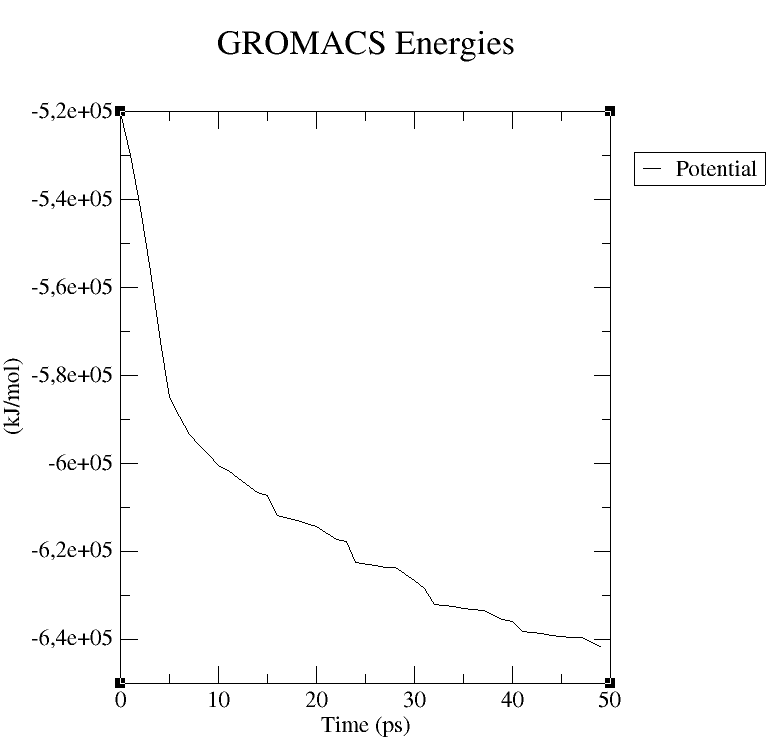 GROMACS Energies
-5,2e+05
-5,4e+05
-5,6e+05
-5,8e+05
-6e+05
-6,2e+05
-6,4e+05
(kJ/mol)
0 10 20 30 40 50
Time (ps)
Potential